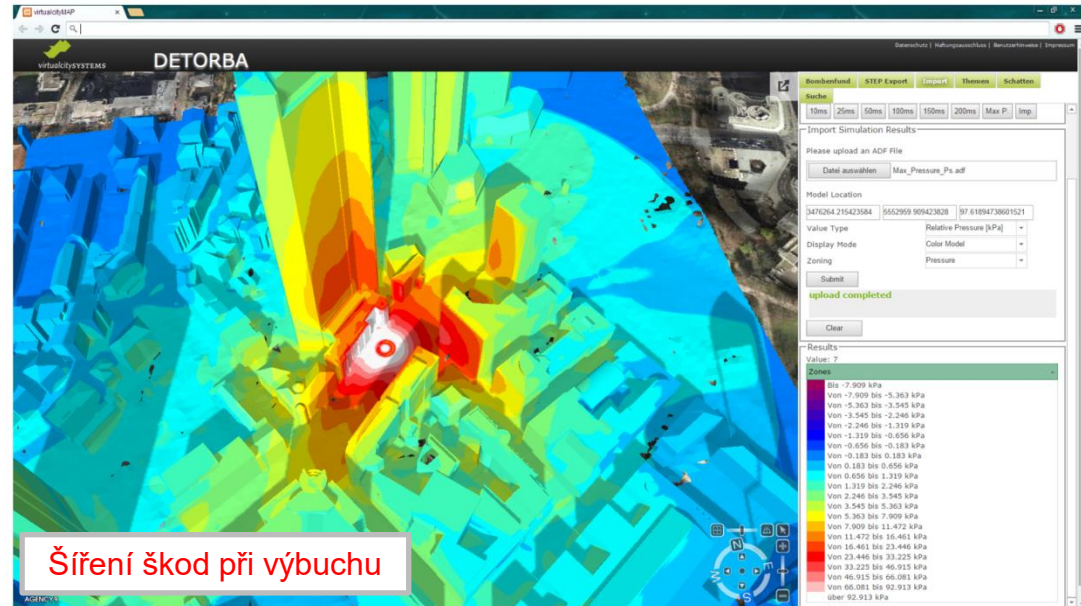 virtualcityMAP
virtualcitySYSTEMS
DETORBA
Datenschutz | Haftungsausschluss | Benutzerhinweise | Impressum
Bombenfund STEP Export Import Themen Schatten
Suche
10ms 25ms 50ms 100ms 150ms 200ms Max P. Imp.
Import Simulation Results
Please upload an ADF File
Datei auswählen Max_Pressure_Ps.adf
Model Location
3476264.215423584 5552959.909423828 97.61894738601521
Value Type Relative Pressure [kPa]
Display Mode Color Model
Zoning Pressure
Submit
upload completed
Clear
Results
Value: ?
Zones
Bis -7.909 kPa
Von -7.909 bis -5.363 kPa
Von -5.363 bis -3.545 kPa
Von -3.545 bis -2.246 kPa
Von -2.246 bis -1.319 kPa
Von -1.319 bis -0.656 kPa
Von -0.656 bis -0.183 kPa
Von -0.183 bis 0.183 kPa
Von 0.183 bis 0.656 kPa
Von 0.656 bis 1.319 kPa
Von 1.319 bis 2.246 kPa
Von 2.246 bis 3.545 kPa
Von 3.545 bis 5.363 kPa
Von 5.363 bis 7.909 kPa
Von 7.909 bis 11.472 kPa
Von 11.472 bis 16.461 kPa
Von 16.461 bis 23.446 kPa
Von 23.446 bis 33.225 kPa
Von 33.225 bis 46.915 kPa
Von 46.915 bis 66.081 kPa
Von 66.081 bis 92.913 kPa
über 92.913 kPa
N
W E
S
Šíření škod při výbuchu
AGENCY9